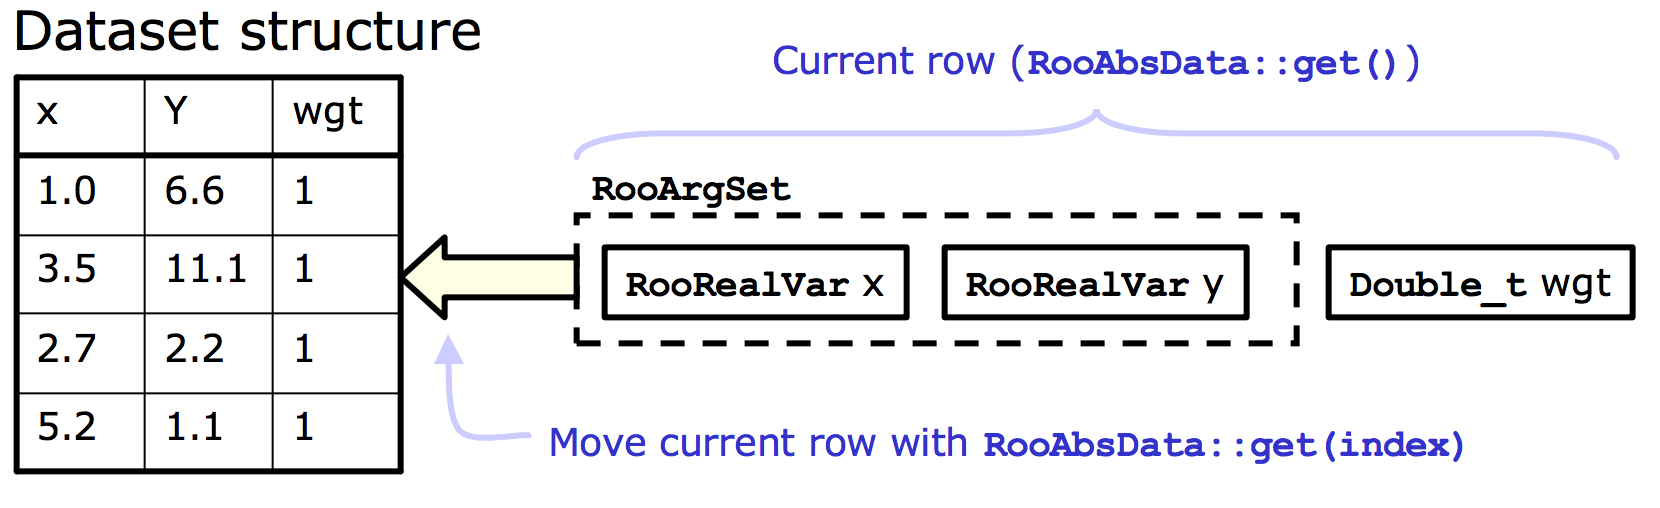 Dataset structure
Current row (RooAbsData::get())
x Y wgt
RooArgSet
1.0 6.6 1
3.5 11.1 1
RooRealVar x RooRealVar y Double_t wgt
2.7 2.2 1
5.2 1.1 1
Move current row with RooAbsData::get(index)